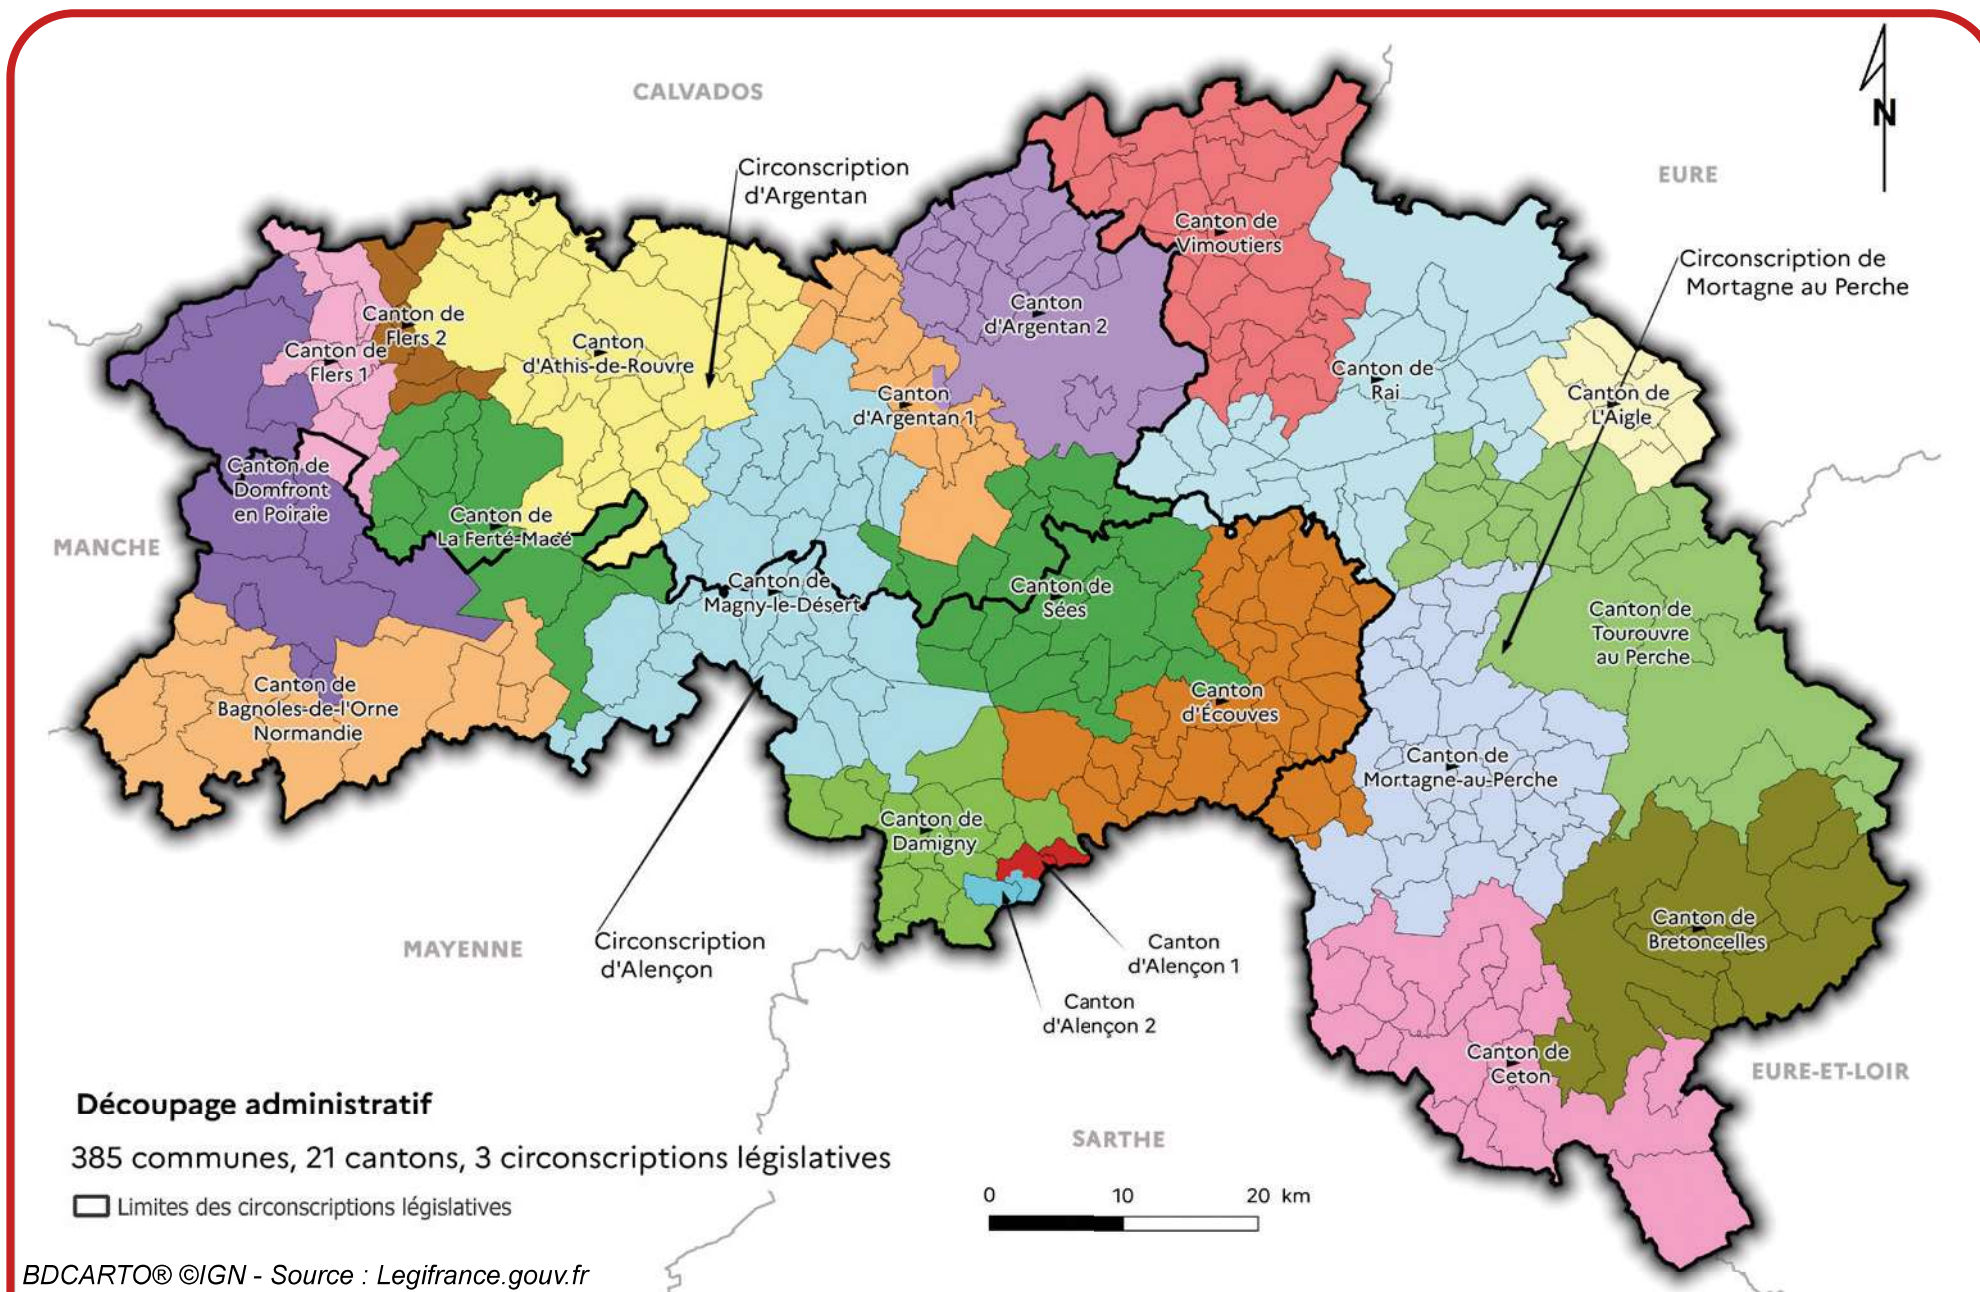 CALVADOS
N
Circonscription
d'Argentan
EURE
Canton de
Vimoutiers
Circonscription de
Mortagne au Perche
Canton
d'Argentan 2
Canton de
Flers 2
Canton
d'Athis-de-Rouvre
Canton de
Flers 1
Canton de
Rai
Canton
d'Argentan 1
Canton de
L'Aigle
Canton de
Domfront
en Poiraie
Canton de
La Ferté-Macé
MANCHE
Canton de
Magny-le-Désert
Canton de
Sées
Canton de
Tourouvre
au Perche
Canton de
Bagnoles-de-l'Orne
Normandie
Canton
d'Écouves
Canton de
Mortagne-au-Perche
Canton de
Damigny
Canton de
Bretoncelles
MAYENNE
Circonscription
d'Alençon
Canton
d'Alençon 1
Canton
d'Alençon 2
Canton de
Ceton
EURE-ET-LOIR
SARTHE
Découpage administratif
385 communes, 21 cantons, 3 circonscriptions législatives
Limites des circonscriptions législatives
0 10 20 km
BDCARTO® ©IGN - Source : Legifrance.gouv.fr